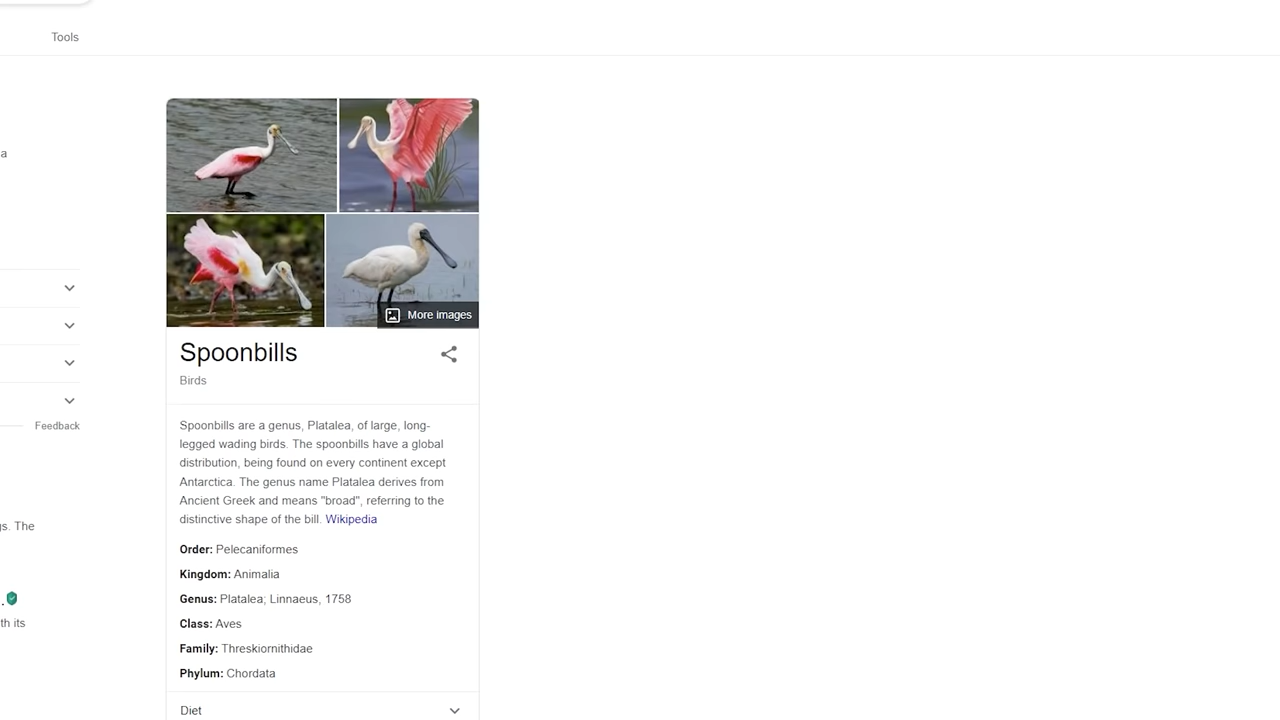 Tools
a
More images
Spoonbills
Birds
Spoonbills are a genus, Platalea, of large, long-
legged wading birds. The spoonbills have a global
distribution, being found on every continent except
Antarctica. The genus name Platalea derives from
Ancient Greek and means "broad", referring to the
distinctive shape of the bill. Wikipedia
Feedback
Order: Pelecaniformes
Kingdom: Animalia
Genus: Platalea; Linnaeus, 1758
Class: Aves
Family: Threskiornithidae
Phylum: Chordata
Diet
gs. The
th its